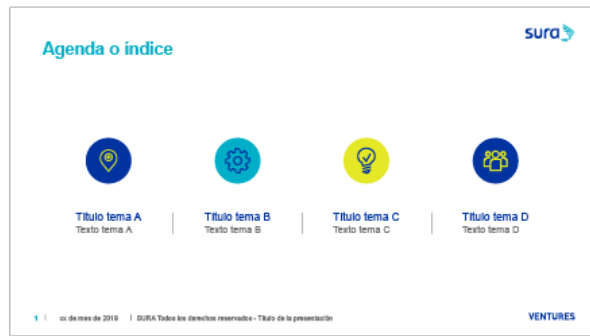 sura
Agenda o índice
Título tema A
Texto tema A
Título tema B
Texto tema B
Título tema C
Texto tema C
Título tema D
Texto tema D
1 | xx de mes de 2019 | SURA Todos los derechos reservados - Título de la presentación
VENTURES